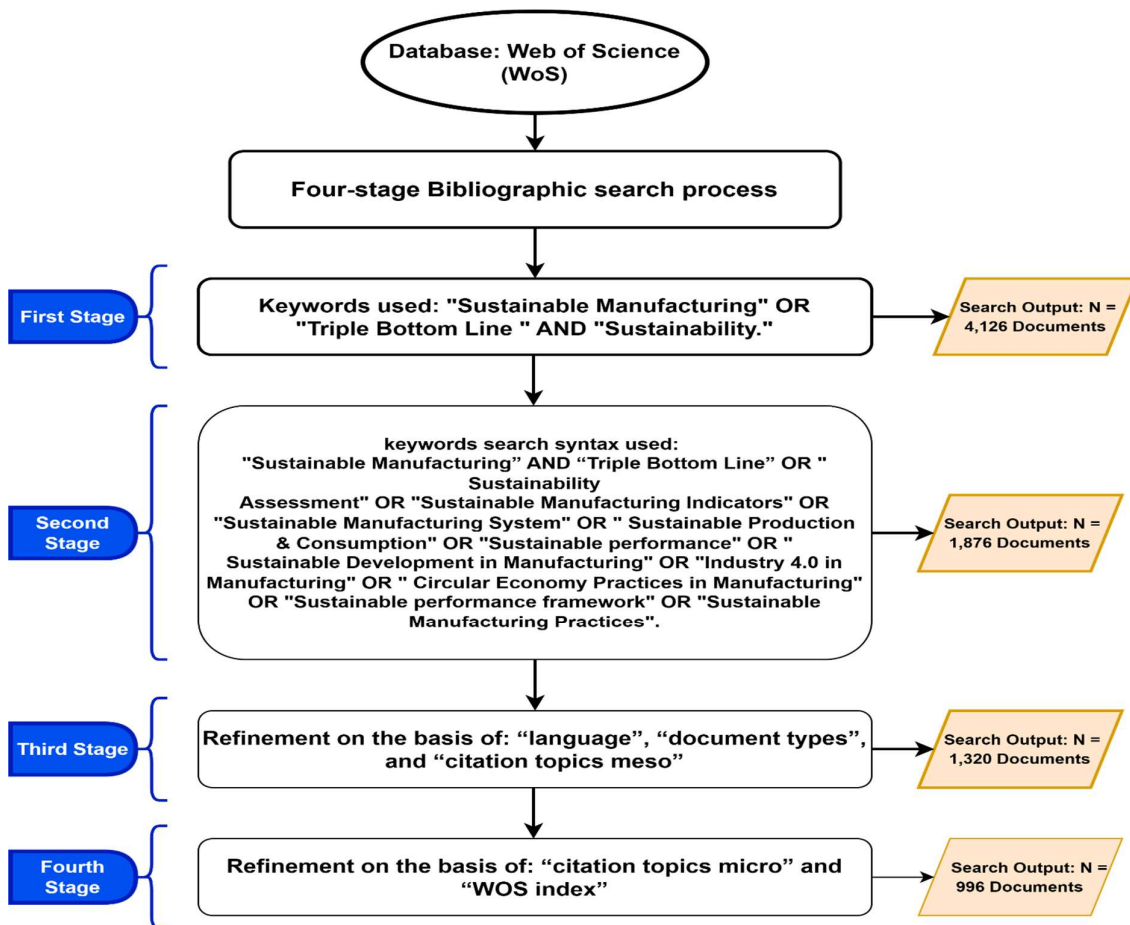 Database: Web of Science
(WoS)
Four-stage Bibliographic search process
First Stage
Keywords used: "Sustainable Manufacturing" OR
"Triple Bottom Line " AND "Sustainability."
Search Output: N =
4,126 Documents
Second
Stage
keywords search syntax used:
"Sustainable Manufacturing” AND “Triple Bottom Line” OR "
Sustainability
Assessment" OR "Sustainable Manufacturing Indicators" OR
"Sustainable Manufacturing System" OR " Sustainable Production
& Consumption" OR "Sustainable performance" OR "
Sustainable Development in Manufacturing" OR "Industry 4.0 in
Manufacturing" OR " Circular Economy Practices in Manufacturing"
OR "Sustainable performance framework" OR "Sustainable
Manufacturing Practices".
Search Output: N =
1,876 Documents
Third Stage
Refinement on the basis of: “language”, “document types”,
and “citation topics meso”
Search Output: N =
1,320 Documents
Fourth
Stage
Refinement on the basis of: “citation topics micro” and
“WOS index”
Search Output: N =
996 Documents